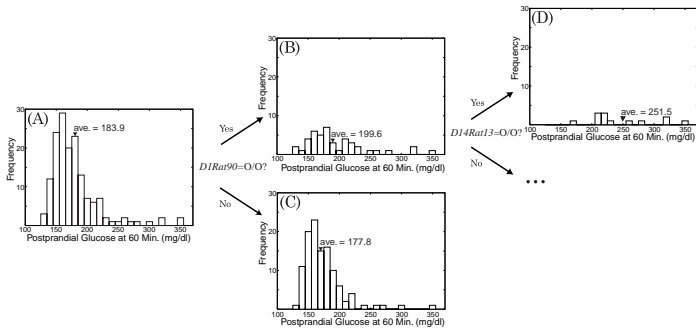 (A)
Frequency
30
20
10
0
ave. = 183.9
100 150 200 250 300 350
Postprandial Glucose at 60 Min. (mg/dl)
Yes
D1Rat90=O/O?
No
(B)
Frequency
30
20
10
0
ave. = 199.6
100 150 200 250 300 350
Postprandial Glucose at 60 Min. (mg/dl)
(C)
Frequency
30
20
10
0
ave. = 177.8
100 150 200 250 300 350
Postprandial Glucose at 60 Min. (mg/dl)
Yes
D14Rat13=O/O?
No
(D)
Frequency
30
20
10
0
ave. = 251.5
100 150 200 250 300 350
Postprandial Glucose at 60 Min. (mg/dl)
•••